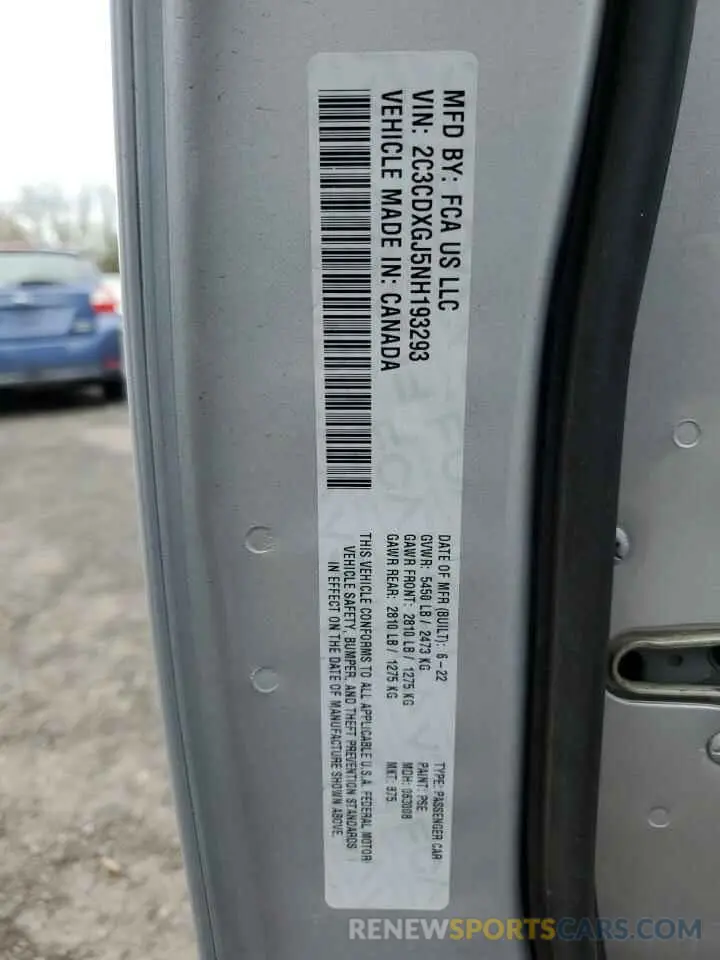 MFD BY: FCA US LLC
VIN: 2C3CDXGJ5NH193293
VEHICLE MADE IN: CANADA
DATE OF MFR (BUILT): 6-22
GVWR: 5450 LB / 2473 KG
GAWR FRONT: 2810 LB / 1275 KG
GAWR REAR: 2810 LB / 1275 KG
THIS VEHICLE CONFORMS TO ALL APPLICABLE U.S.A. FEDERAL MOTOR
VEHICLE SAFETY, BUMPER, AND THEFT PREVENTION STANDARDS
IN EFFECT ON THE DATE OF MANUFACTURE SHOWN ABOVE.
TYPE: PASSENGER CAR
PAINT: PSE
MDH: 063008
MKT: 975.
RENEWSPORTSCARS.COM